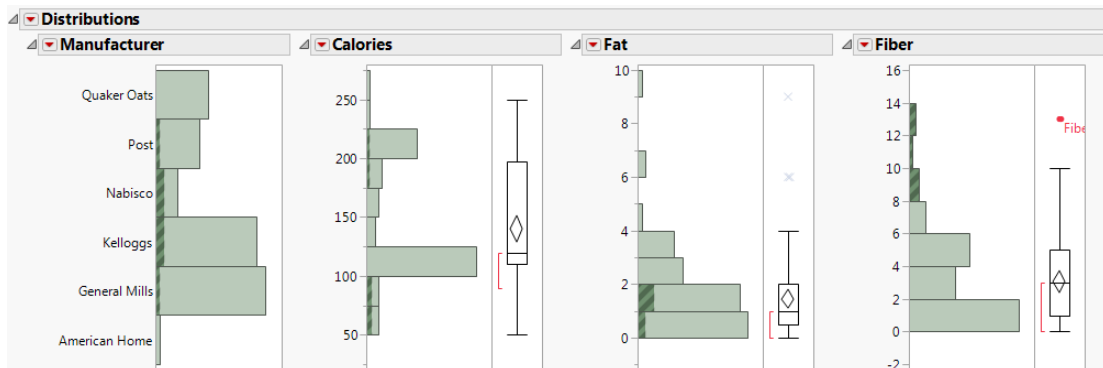 Distributions
Manufacturer
Quaker Oats
Post
Nabisco
Kelloggs
General Mills
American Home
Calories
250
200
150
100
50
Fat
10
8
6
4
2
0
Fiber
16
14
12
10
8
6
4
2
0
-2
Fibe